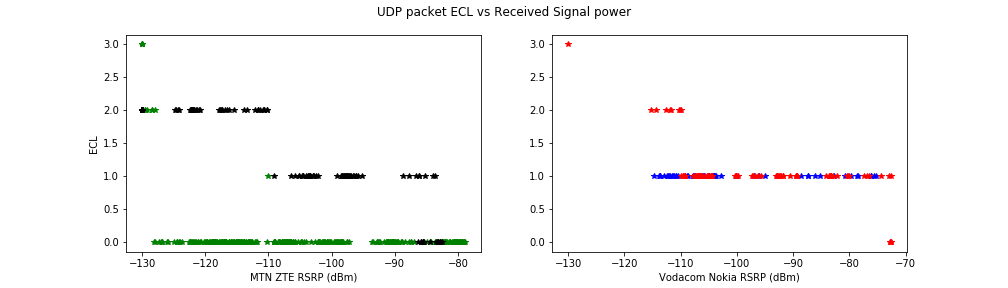 UDP packet ECL vs Received Signal power
ECL
3.0
2.5
2.0
1.5
1.0
0.5
0.0
−130 −120 −110 −100 −90 −80
MTN ZTE RSRP (dBm)
3.0
2.5
2.0
1.5
1.0
0.5
0.0
−130 −120 −110 −100 −90 −80 −70
Vodacom Nokia RSRP (dBm)